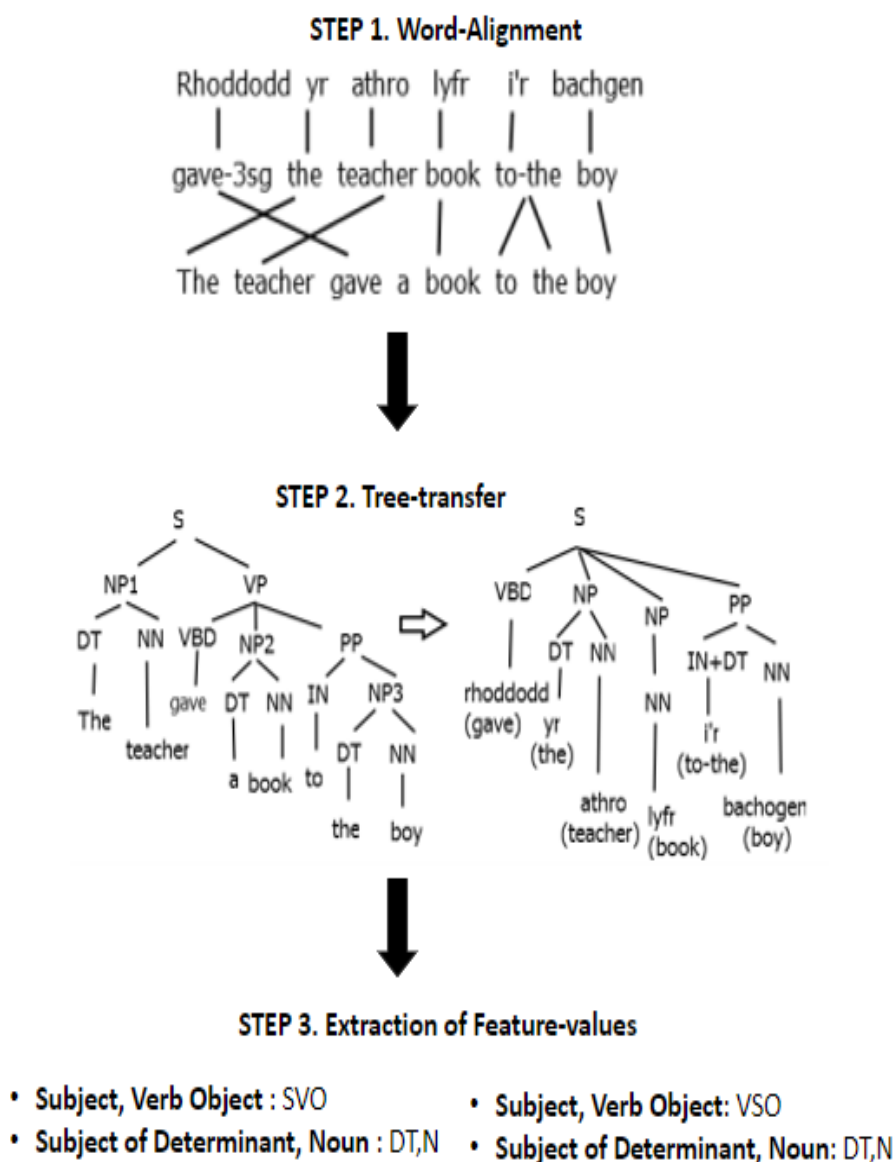 STEP 1. Word-Alignment
Rhoddodd yr athro lyfr i'r bachgen
gave-3sg the teacher book to-the boy
The teacher gave a book to the boy
STEP 2. Tree-transfer
S
NP1 VP
DT NN VBD NP2 PP
The teacher gave DT NN IN NP3
a book to DT NN
the boy
S
VBD NP NP PP
DT NN NN IN+DT NN
rhoddodd
(gave)
yr
(the)
athro
(teacher)
lyfr
(book)
i'r
(to-the)
bachogen
(boy)
STEP 3. Extraction of Feature-values
• Subject, Verb Object : SVO
• Subject of Determinant, Noun : DT,N
• Subject, Verb Object: VSO
• Subject of Determinant, Noun: DT,N